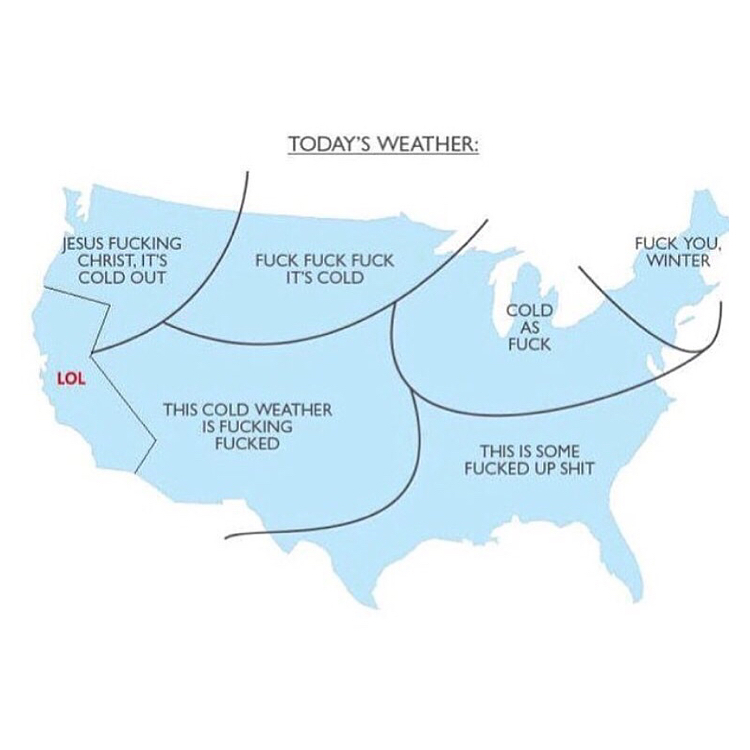 TODAY'S WEATHER:
JESUS FUCKING
CHRIST, IT'S
COLD OUT
FUCK FUCK FUCK
IT'S COLD
FUCK YOU,
WINTER
COLD
AS
FUCK
LOL
THIS COLD WEATHER
IS FUCKING
FUCKED
THIS IS SOME
FUCKED UP SHIT